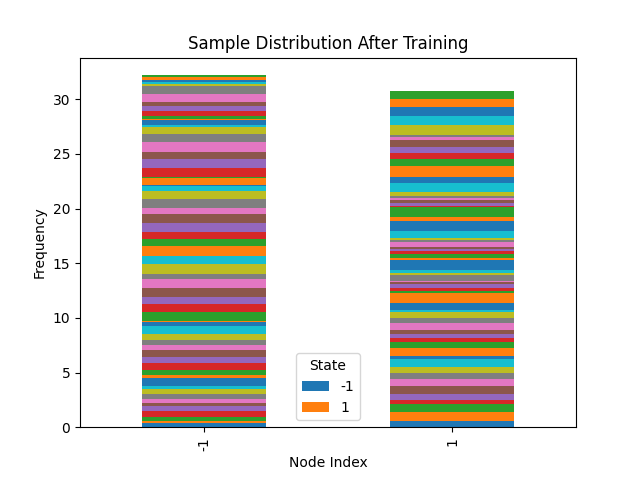 Sample Distribution After Training
Frequency
30
25
20
15
10
5
0
State
-1
1
-1
1
Node Index